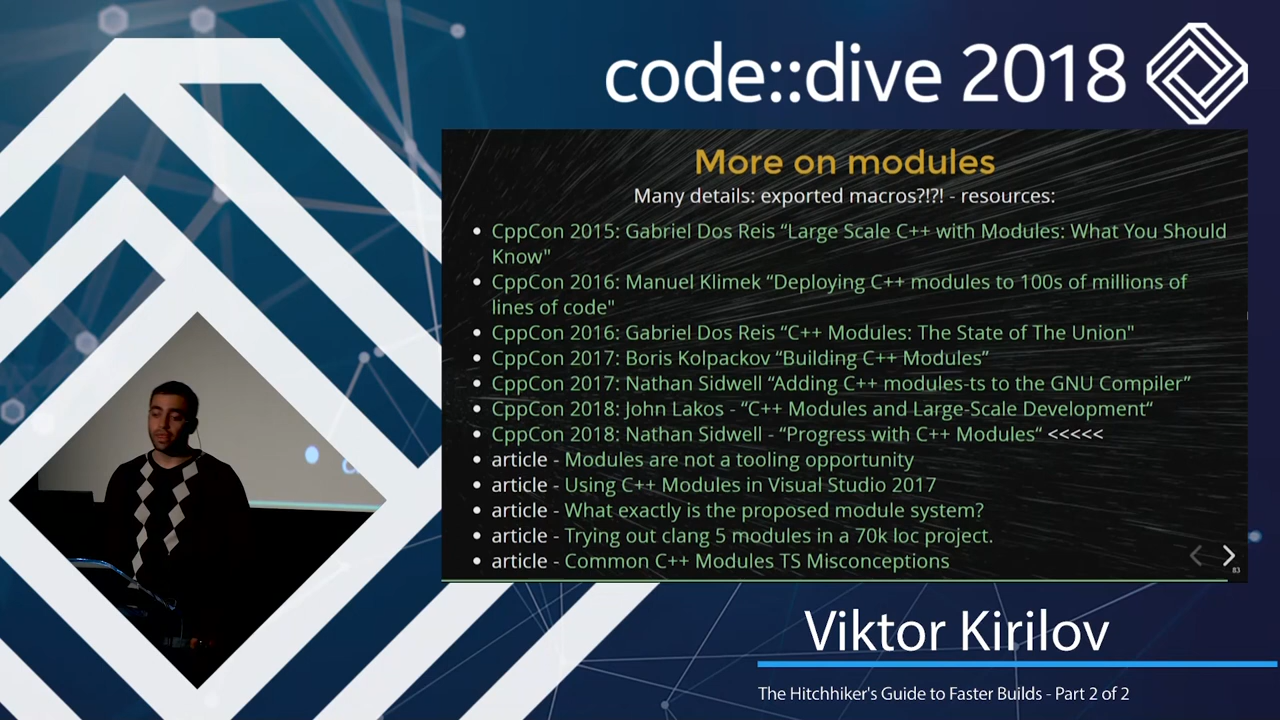 code::dive 2018
More on modules
Many details: exported macros?!?! - resources:
• CppCon 2015: Gabriel Dos Reis “Large Scale C++ with Modules: What You Should
Know"
• CppCon 2016: Manuel Klimek “Deploying C++ modules to 100s of millions of
lines of code"
• CppCon 2016: Gabriel Dos Reis “C++ Modules: The State of The Union"
• CppCon 2017: Boris Kolpackov “Building C++ Modules”
• CppCon 2017: Nathan Sidwell “Adding C++ modules-ts to the GNU Compiler”
• CppCon 2018: John Lakos - “C++ Modules and Large-Scale Development“
• CppCon 2018: Nathan Sidwell - “Progress with C++ Modules“ <<<<<
• article - Modules are not a tooling opportunity
• article - Using C++ Modules in Visual Studio 2017
• article - What exactly is the proposed module system?
• article - Trying out clang 5 modules in a 70k loc project.
• article - Common C++ Modules TS Misconceptions
83
Viktor Kirilov
The Hitchhiker's Guide to Faster Builds - Part 2 of 2